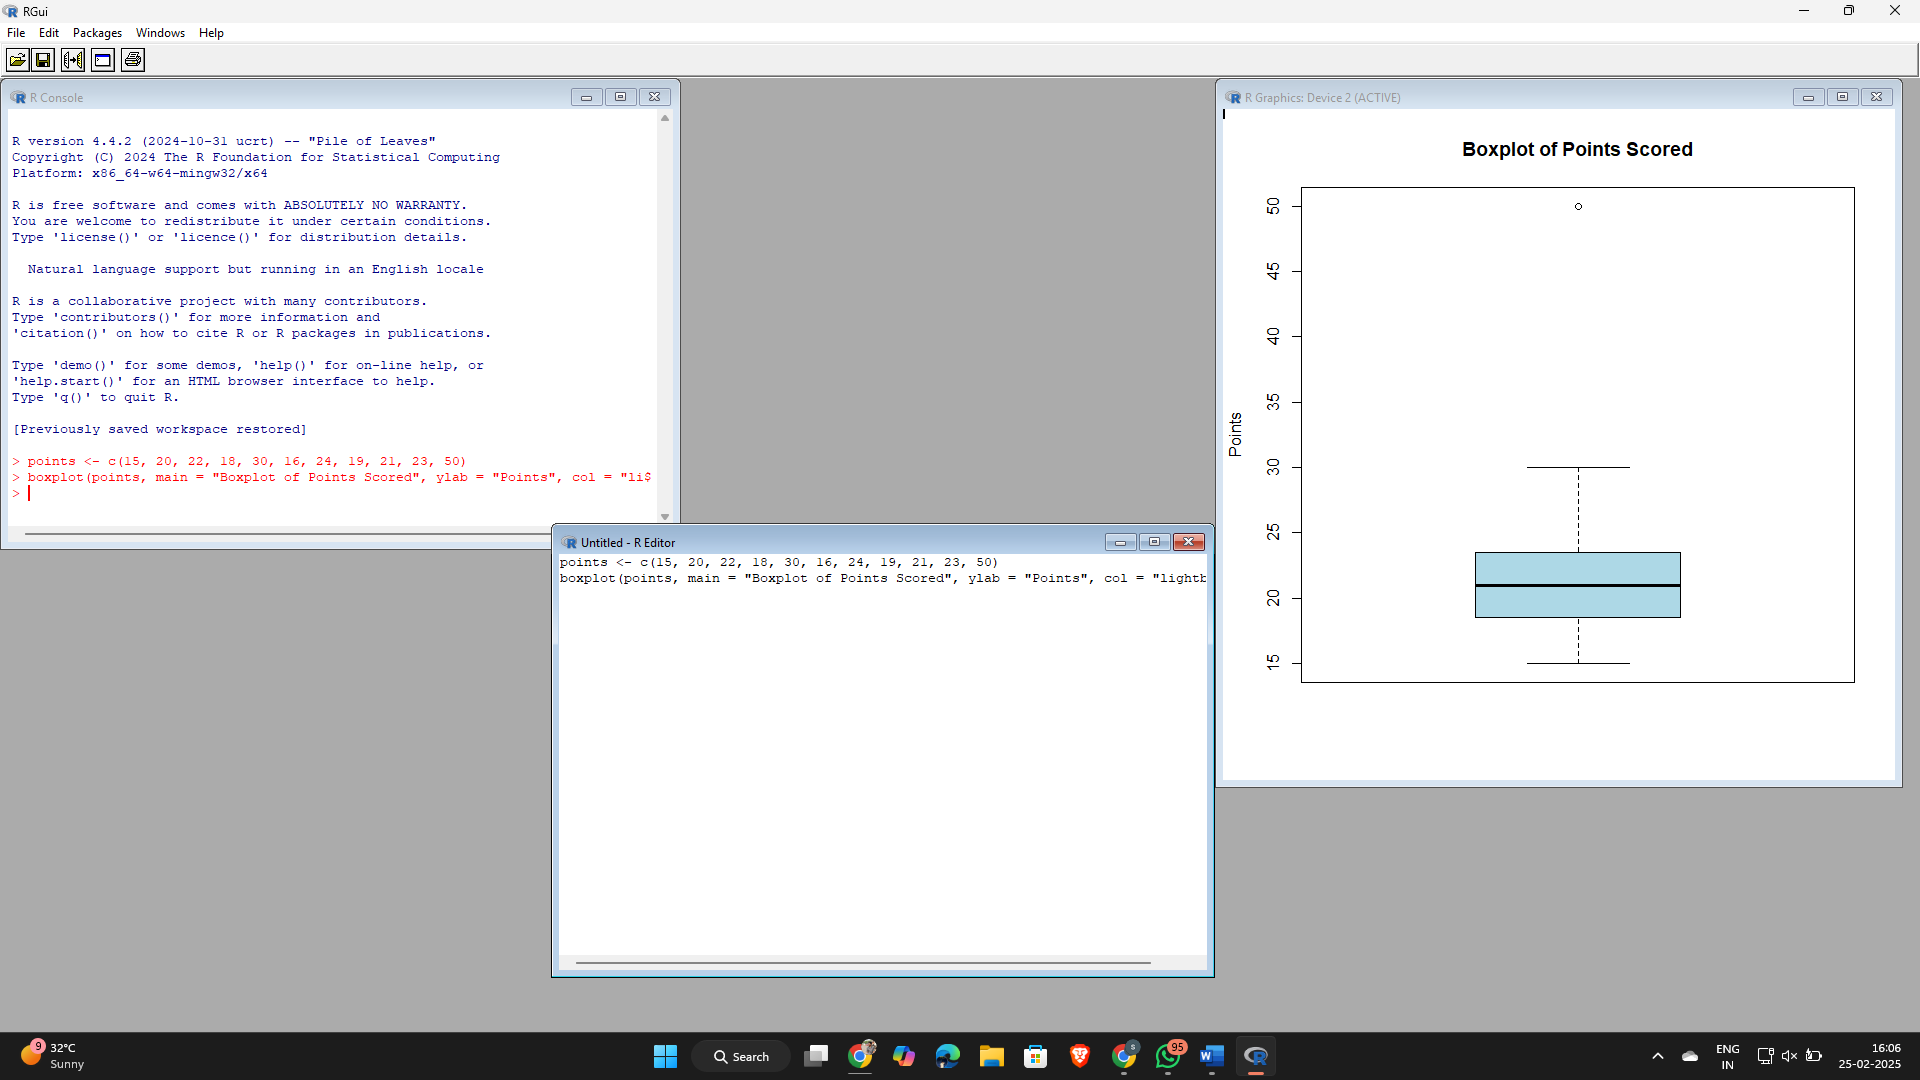 RGui
File Edit Packages Windows Help
R Console
R version 4.4.2 (2024-10-31 ucrt) -- "Pile of Leaves"
Copyright (C) 2024 The R Foundation for Statistical Computing
Platform: x86_64-w64-mingw32/x64
R is free software and comes with ABSOLUTELY NO WARRANTY.
You are welcome to redistribute it under certain conditions.
Type 'license()' or 'licence()' for distribution details.
Natural language support but running in an English locale
R is a collaborative project with many contributors.
Type 'contributors()' for more information and
'citation()' on how to cite R or R packages in publications.
Type 'demo()' for some demos, 'help()' for on-line help, or
'help.start()' for an HTML browser interface to help.
Type 'q()' to quit R.
[Previously saved workspace restored]
> points <- c(15, 20, 22, 18, 30, 16, 24, 19, 21, 23, 50)
> boxplot(points, main = "Boxplot of Points Scored", ylab = "Points", col = "li$
>
Untitled - R Editor
points <- c(15, 20, 22, 18, 30, 16, 24, 19, 21, 23, 50)
boxplot(points, main = "Boxplot of Points Scored", ylab = "Points", col = "lightb
R Graphics: Device 2 (ACTIVE)
Boxplot of Points Scored
50
45
40
35
30
25
20
15
Points
9
32°C
Sunny
Search
S
95
ENG
IN
16:06
25-02-2025